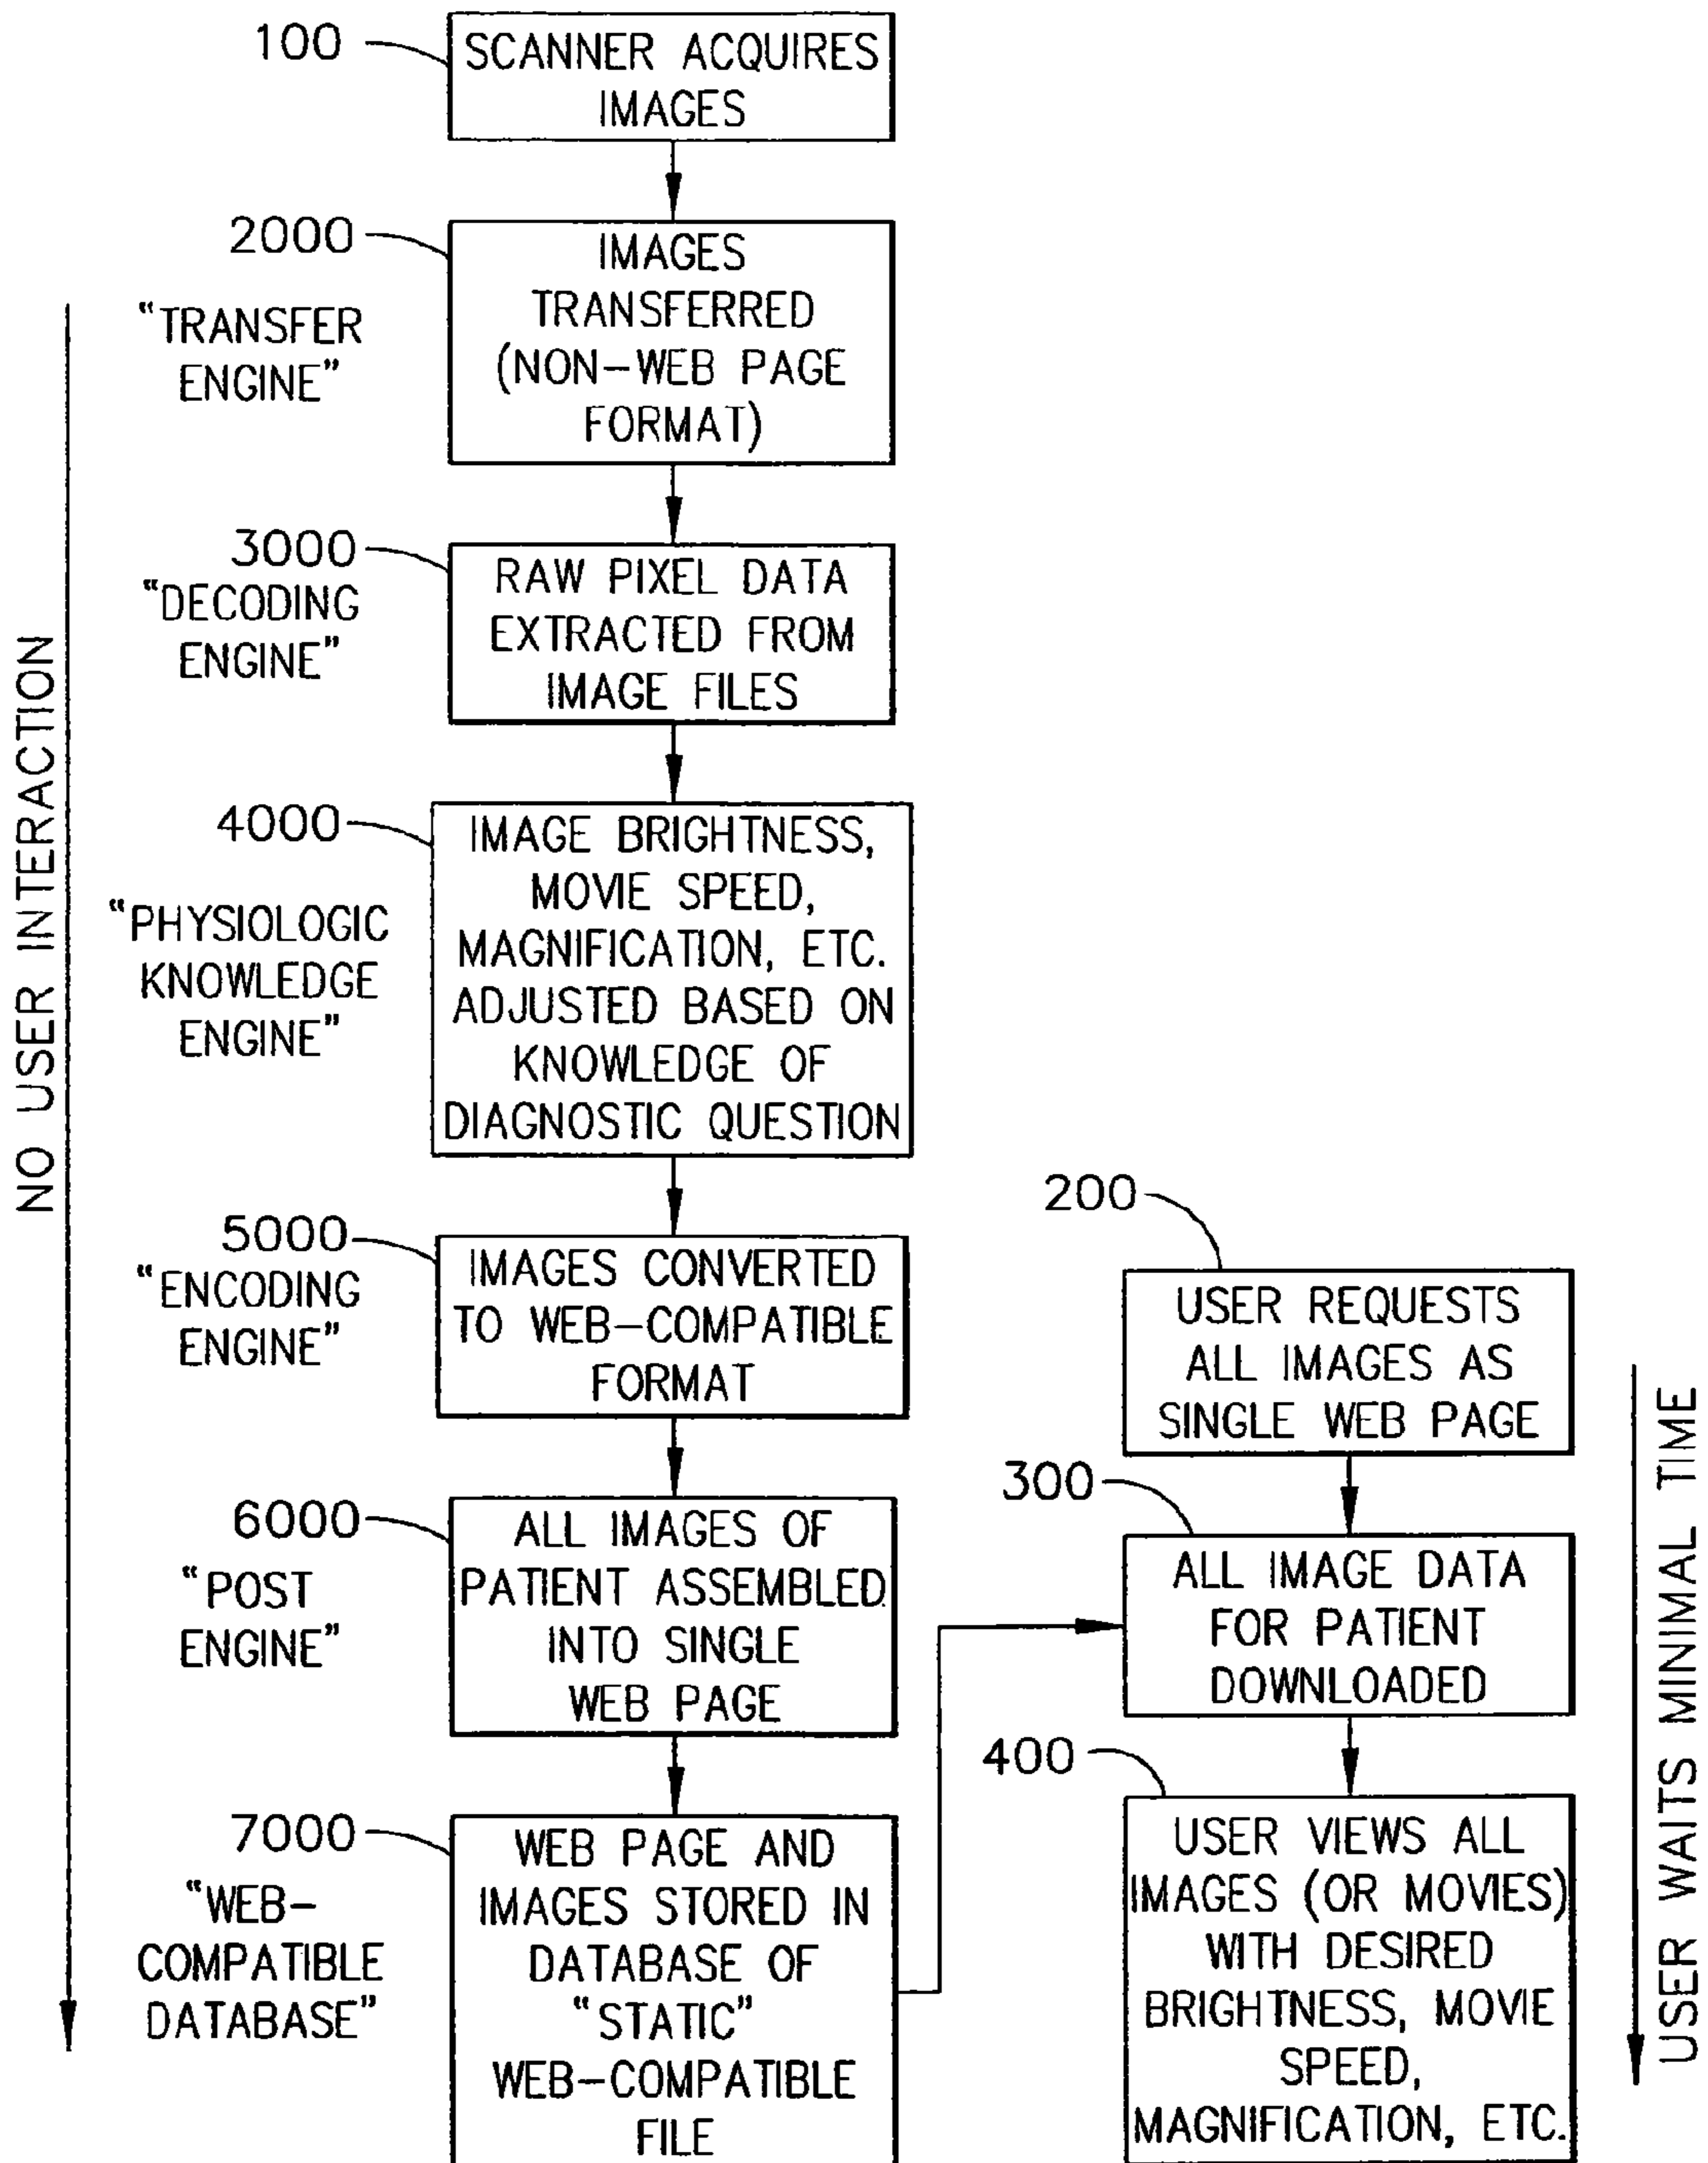 100
SCANNER ACQUIRES
IMAGES
2000
"TRANSFER
ENGINE"
IMAGES
TRANSFERRED
(NON-WEB PAGE
FORMAT)
3000
"DECODING
ENGINE"
RAW PIXEL DATA
EXTRACTED FROM
IMAGE FILES
NO USER INTERACTION
4000
"PHYSIOLOGIC
KNOWLEDGE
ENGINE"
IMAGE BRIGHTNESS,
MOVIE SPEED,
MAGNIFICATION, ETC.
ADJUSTED BASED ON
KNOWLEDGE OF
DIAGNOSTIC QUESTION
5000
"ENCODING
ENGINE"
IMAGES CONVERTED
TO WEB-COMPATIBLE
FORMAT
6000
"POST
ENGINE"
ALL IMAGES OF
PATIENT ASSEMBLED
INTO SINGLE
WEB PAGE
7000
"WEB-
COMPATIBLE
DATABASE"
WEB PAGE AND
IMAGES STORED IN
DATABASE OF
"STATIC"
WEB-COMPATIBLE
FILE
200
USER REQUESTS
ALL IMAGES AS
SINGLE WEB PAGE
300
ALL IMAGE DATA
FOR PATIENT
DOWNLOADED
400
USER VIEWS ALL
IMAGES (OR MOVIES)
WITH DESIRED
BRIGHTNESS, MOVIE
SPEED,
MAGNIFICATION, ETC.
USER WAITS MINIMAL TIME